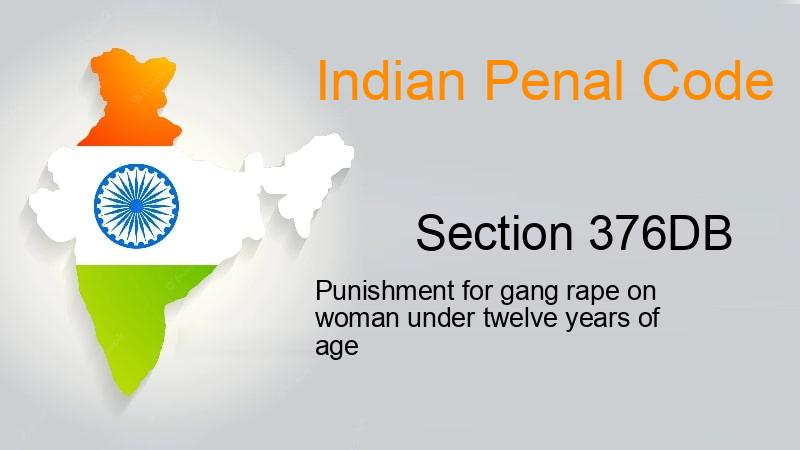 Indian Penal Code
Section 376DB
Punishment for gang rape on
woman under twelve years of
age